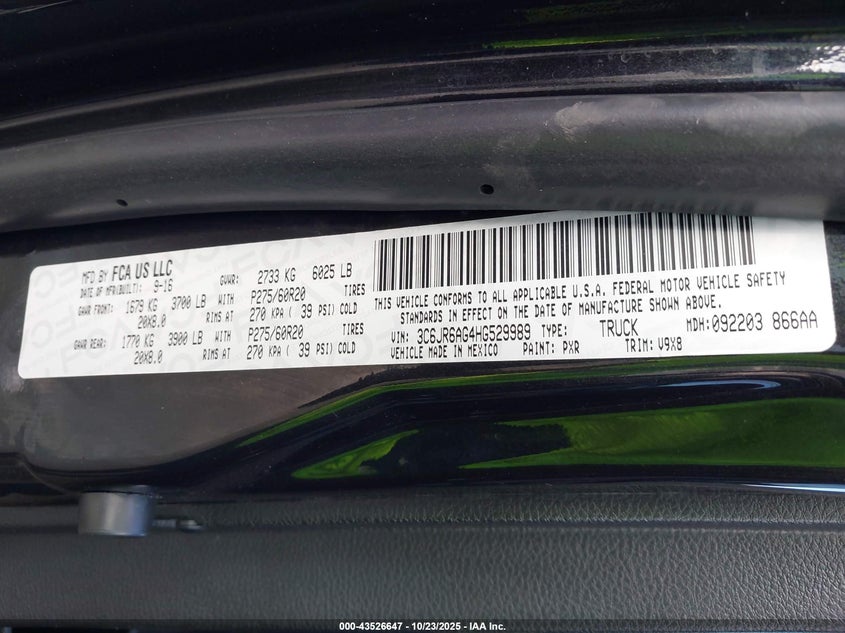 MFD BY FCA US LLC
DATE OF MFR(BUILT): 9-16
GVWR: 2733 KG 6025 LB
GAWR FRONT: 1679 KG 3700 LB WITH P275/60R20 TIRES
20X8.0 RIMS AT 270 KPA ( 39 PSI) COLD
GAWR REAR: 1770 KG 3900 LB WITH P275/60R20 TIRES
20X8.0 RIMS AT 270 KPA ( 39 PSI) COLD
THIS VEHICLE CONFORMS TO ALL APPLICABLE U.S.A. FEDERAL MOTOR VEHICLE SAFETY
STANDARDS IN EFFECT ON THE DATE OF MANUFACTURE SHOWN ABOVE.
VIN: 3C6JR6AG4HG529989 TYPE: TRUCK MDH:092203 866AA
VEHICLE MADE IN MEXICO PAINT: PXR TRIM: V9X8
000-43526647 - 10/23/2025 - IAA Inc.